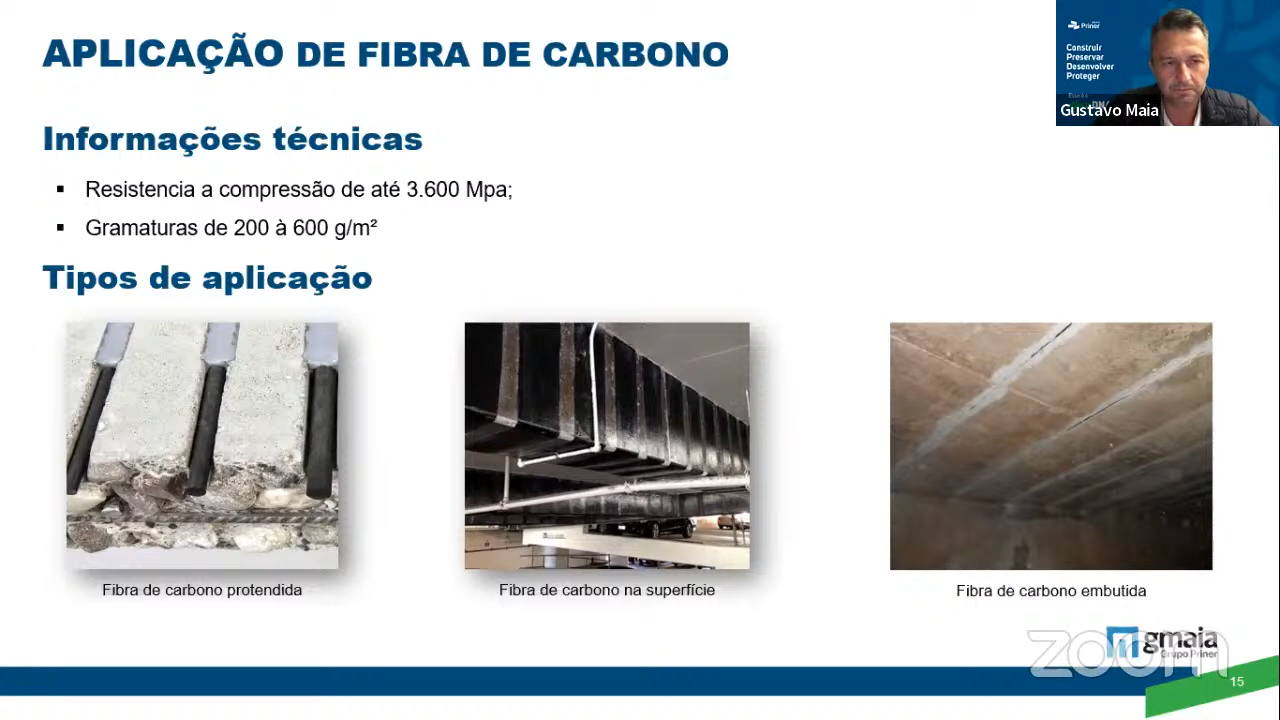 APLICAÇÃO DE FIBRA DE CARBONO
Priner
Construir
Preservar
Desenvolver
Proteger
Gustavo Maia
Informações técnicas
▪ Resistencia a compressão de até 3.600 Mpa;
▪ Gramaturas de 200 à 600 g/m²
Tipos de aplicação
Fibra de carbono protendida
Fibra de carbono na superfície
Fibra de carbono embutida
gmaia
Grupo Priner
zoom
15